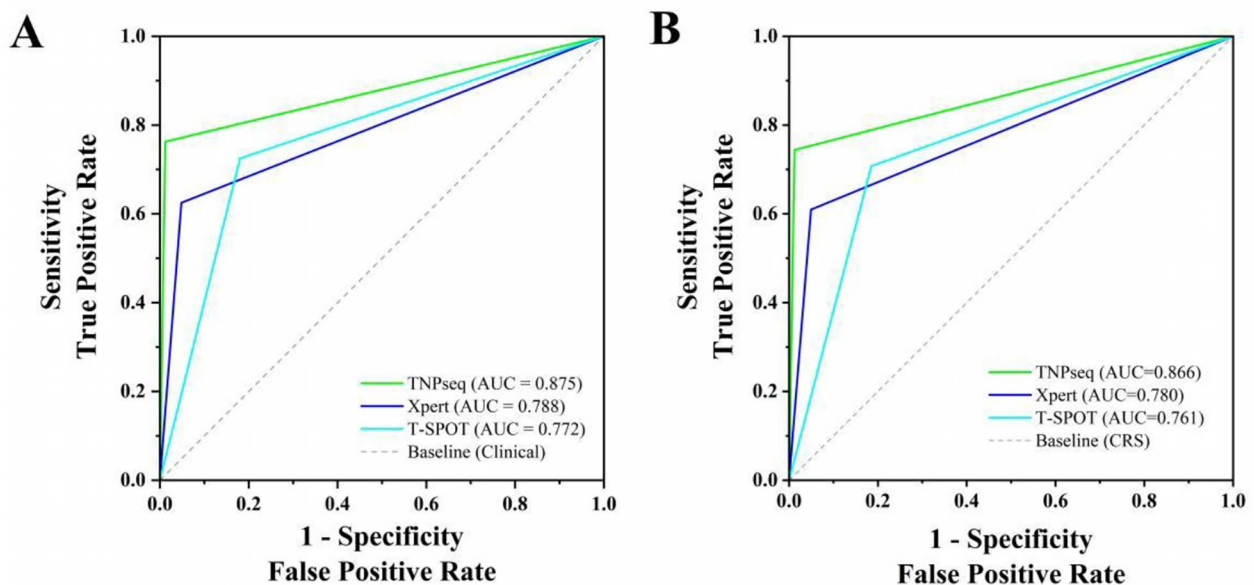 A
1.0
0.8
0.6
0.4
0.2
0.0
Sensitivity
True Positive Rate
TNPseq (AUC = 0.875)
Xpert (AUC = 0.788)
T-SPOT (AUC = 0.772)
Baseline (Clinical)
0.0 0.2 0.4 0.6 0.8 1.0
1 - Specificity
False Positive Rate
B
1.0
0.8
0.6
0.4
0.2
0.0
Sensitivity
True Positive Rate
TNPseq (AUC=0.866)
Xpert (AUC=0.780)
T-SPOT (AUC=0.761)
Baseline (CRS)
0.0 0.2 0.4 0.6 0.8 1.0
1 - Specificity
False Positive Rate